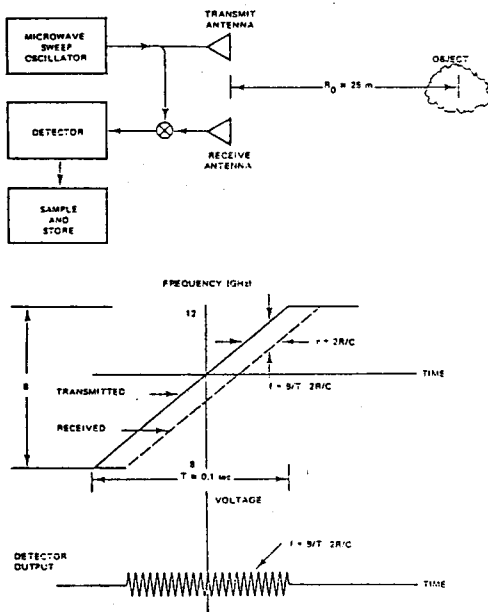 TRANSMIT
ANTENNA
MICROWAVE
SWEEP
OSCILLATOR
OBJECT
R₀ = 25 m
DETECTOR
RECEIVE
ANTENNA
SAMPLE
AND
STORE
FREQUENCY (GHz)
12
τ = 2R/C
B
TIME
TRANSMITTED
f = B/T · 2R/C
RECEIVED
8
T = 0.1 sec
VOLTAGE
f = B/T · 2R/C
DETECTOR
OUTPUT
TIME